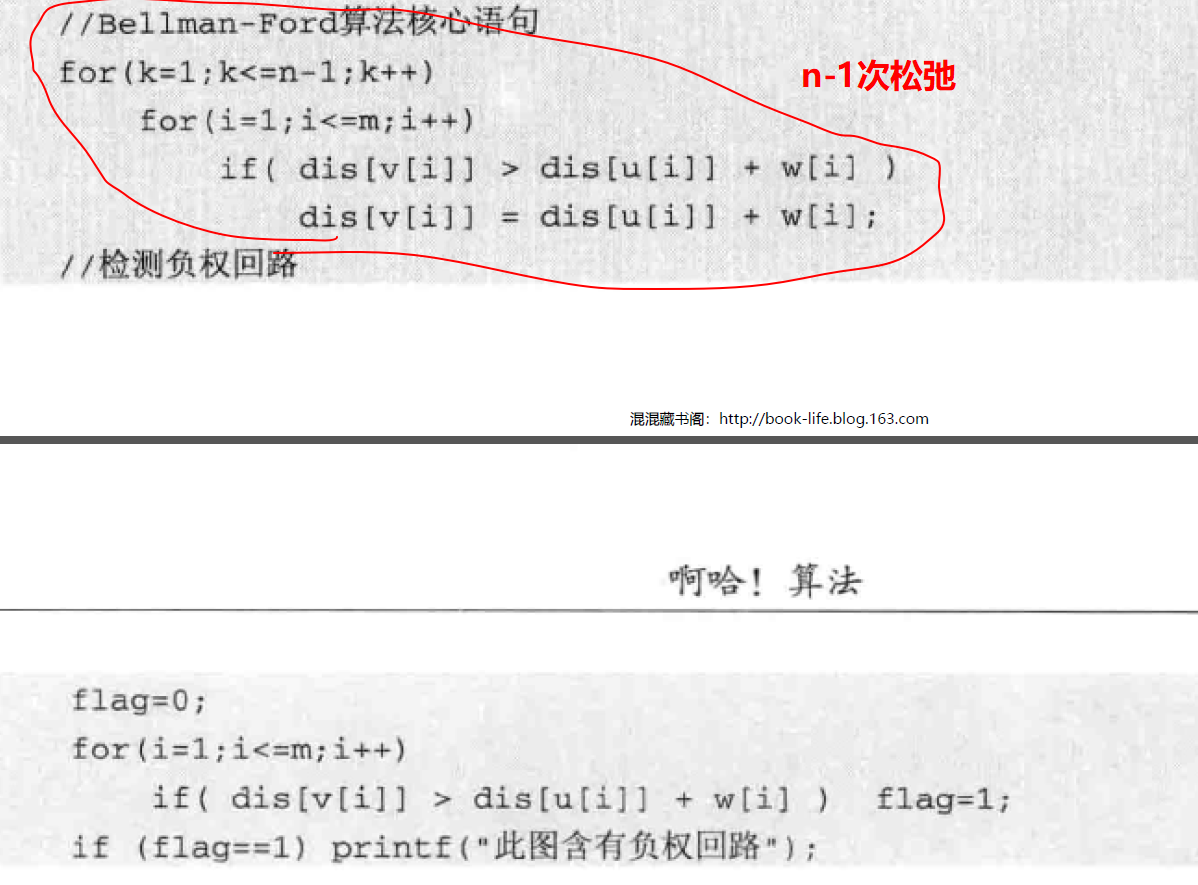 //Bellman-Ford算法核心语句
for(k=1;k<=n-1;k++)
n-1次松弛
for(i=1;i<=m;i++)
if( dis[v[i]] > dis[u[i]] + w[i] )
dis[v[i]] = dis[u[i]] + w[i];
//检测负权回路
混混藏书阁：http://book-life.blog.163.com
啊哈！算法
flag=0;
for(i=1;i<=m;i++)
if( dis[v[i]] > dis[u[i]] + w[i] ) flag=1;
if (flag==1) printf("此图含有负权回路");